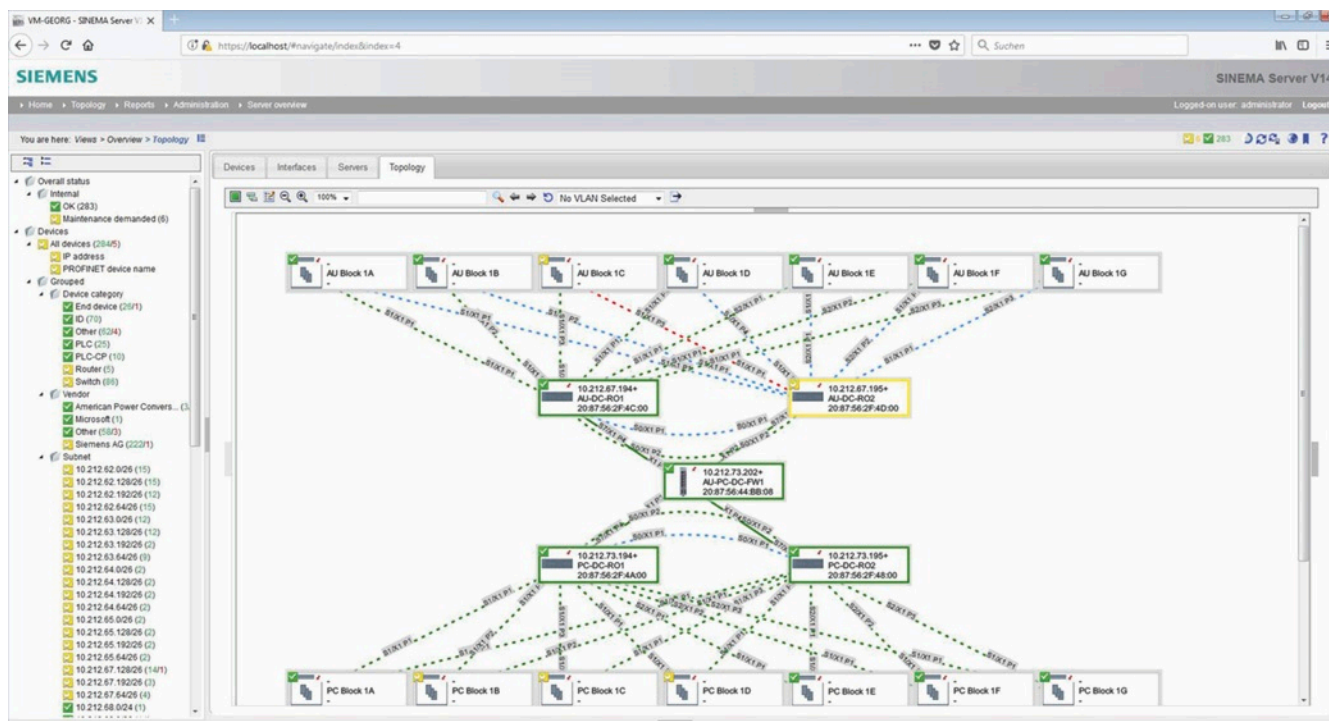 VM-GEORG - SINEMA Server V1
https://localhost/#navigate/index&index=4
Suchen
SIEMENS
SINEMA Server V14
Home Topology Reports Administration Server overview
Logged-on user: administrator Logout
You are here: Views > Overview > Topology
6 283
?
Devices Interfaces Servers Topology
100%
No VLAN Selected
Overall status
Internal
OK (283)
Maintenance demanded (6)
Devices
All devices (284/5)
IP address
PROFINET device name
Grouped
Device category
End device (26/1)
ID (70)
Other (62/4)
PLC (25)
PLC-CP (10)
Router (5)
Switch (86)
Vendor
American Power Convers...
Microsoft (1)
Other (58/3)
Siemens AG (222/1)
Subnet
10.212.62.0/26 (15)
10.212.62.128/26 (15)
10.212.62.192/26 (12)
10.212.62.64/26 (15)
10.212.63.0/26 (12)
10.212.63.128/26 (12)
10.212.63.192/26 (2)
10.212.63.64/26 (9)
10.212.64.0/26 (2)
10.212.64.128/26 (2)
10.212.64.192/26 (2)
10.212.64.64/26 (2)
10.212.65.0/26 (2)
10.212.65.128/26 (2)
10.212.65.192/26 (2)
10.212.65.64/26 (2)
10.212.67.128/26 (14/1)
10.212.67.192/26 (3)
10.212.67.64/26 (4)
10.212.68.0/24 (1)
AU Block 1A
AU Block 1B
AU Block 1C
AU Block 1D
AU Block 1E
AU Block 1F
AU Block 1G
10.212.67.194+
AU-DC-RO1
20:87:56:2F:4C:00
10.212.67.195+
AU-DC-RO2
20:87:56:2F:4D:00
S0/X1 P1
S0/X1 P1
10.212.73.202+
AU-PC-DC-FW1
20:87:56:44:BB:08
S0/X1 P1
S0/X1 P1
10.212.73.194+
PC-DC-RO1
20:87:56:2F:4A:00
10.212.73.195+
PC-DC-RO2
20:87:56:2F:48:00
PC Block 1A
PC Block 1B
PC Block 1C
PC Block 1D
PC Block 1E
PC Block 1F
PC Block 1G